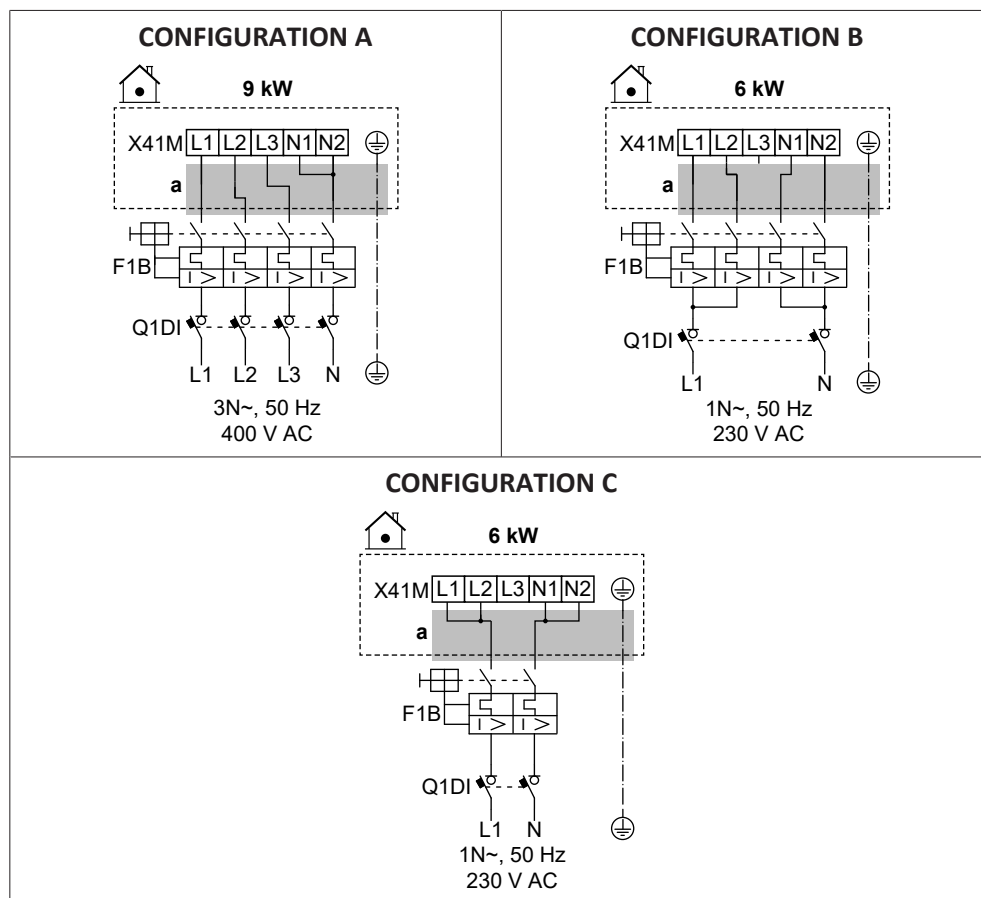 CONFIGURATION A
9 kW
X41M L1 L2 L3 N1 N2
a
F1B
I > I > I > I >
Q1DI
L1 L2 L3 N
3N~, 50 Hz
400 V AC
CONFIGURATION B
6 kW
X41M L1 L2 L3 N1 N2
a
F1B
I > I > I > I >
Q1DI
L1 N
1N~, 50 Hz
230 V AC
CONFIGURATION C
6 kW
X41M L1 L2 L3 N1 N2
a
F1B
I > I >
Q1DI
L1 N
1N~, 50 Hz
230 V AC